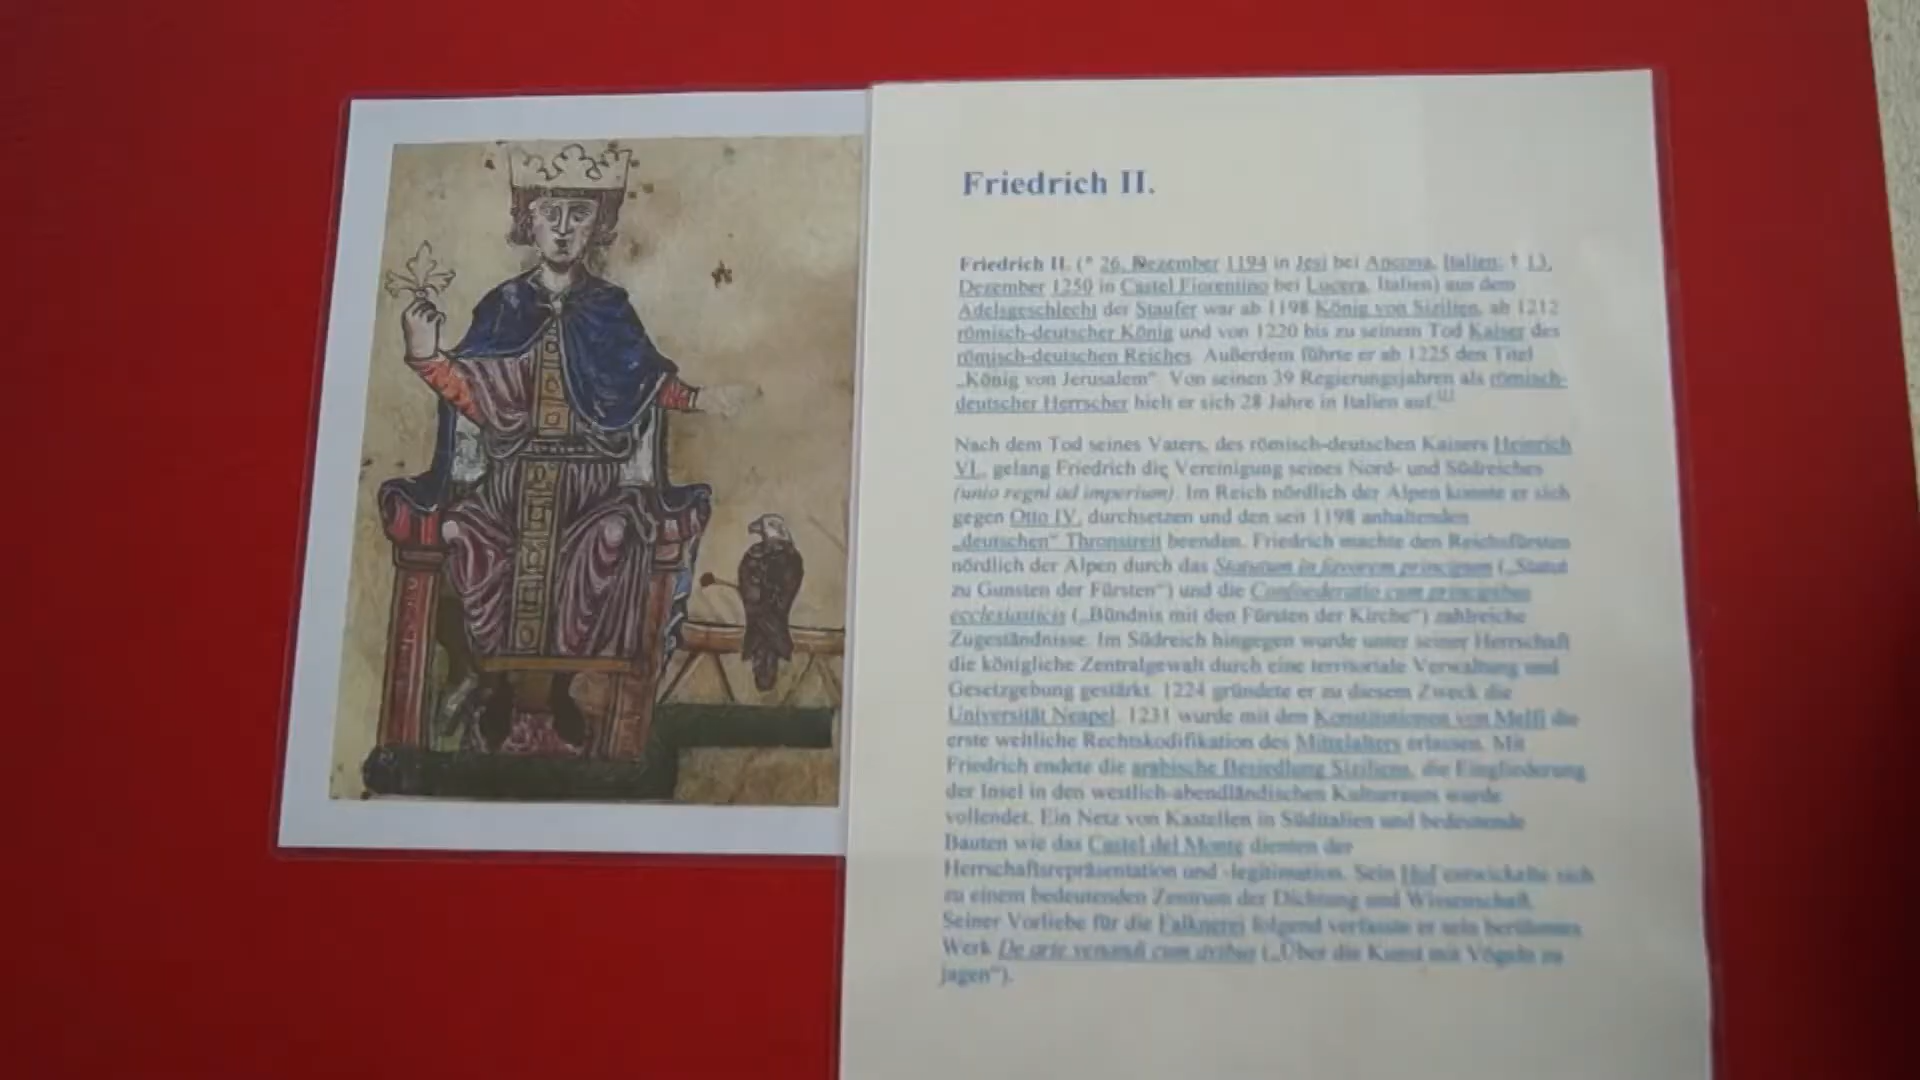 Friedrich II.
Friedrich II. (* 26. Dezember 1194 in Jesi bei Ancona, Italien; † 13.
Dezember 1250 in Castel Fiorentino bei Lucera, Italien) aus dem
Adelsgeschlecht der Staufer war ab 1198 König von Sizilien, ab 1212
römisch-deutscher König und von 1220 bis zu seinem Tod Kaiser des
römisch-deutschen Reiches. Außerdem führte er ab 1225 den Titel
„König von Jerusalem“. Von seinen 39 Regierungsjahren als römisch-
deutscher Herrscher hielt er sich 28 Jahre in Italien auf.[1]
Nach dem Tod seines Vaters, des römisch-deutschen Kaisers Heinrich
VI., gelang Friedrich die Vereinigung seines Nord- und Südreiches
(unio regni ad imperium). Im Reich nördlich der Alpen konnte er sich
gegen Otto IV. durchsetzen und den seit 1198 anhaltenden
„deutschen“ Thronstreit beenden. Friedrich machte den Reichsfürsten
nördlich der Alpen durch das Statutum in favorem principum („Statut
zu Gunsten der Fürsten“) und die Confoederatio cum principibus
ecclesiasticis („Bündnis mit den Fürsten der Kirche“) zahlreiche
Zugeständnisse. Im Südreich hingegen wurde unter seiner Herrschaft
die königliche Zentralgewalt durch eine territoriale Verwaltung und
Gesetzgebung gestärkt. 1224 gründete er zu diesem Zweck die
Universität Neapel. 1231 wurde mit den Konstitutionen von Melfi die
erste weltliche Rechtskodifikation des Mittelalters erlassen. Mit
Friedrich endete die arabische Besiedlung Siziliens, die Eingliederung
der Insel in den westlich-abendländischen Kulturraum wurde
vollendet. Ein Netz von Kastellen in Süditalien und bedeutende
Bauten wie das Castel del Monte dienten der
Herrschaftsrepräsentation und -legitimation. Sein Hof entwickelte sich
zu einem bedeutenden Zentrum der Dichtung und Wissenschaft.
Seiner Vorliebe für die Falknerei folgend verfasste er sein berühmtes
Werk De arte venandi cum avibus („Über die Kunst mit Vögeln zu
jagen“).